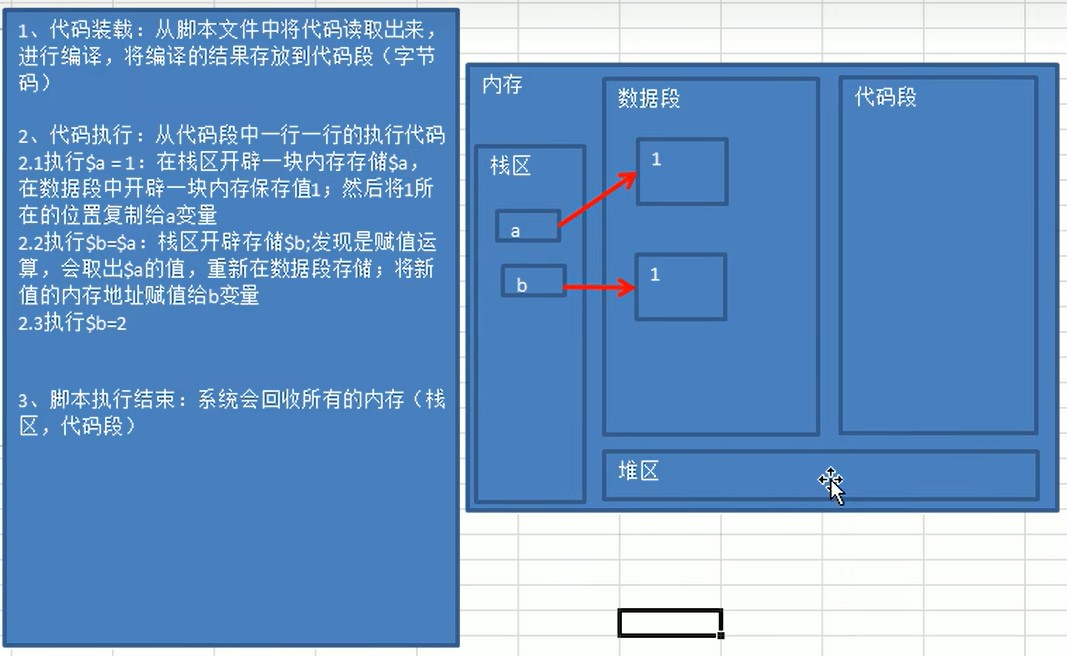 1、代码装载：从脚本文件中将代码读取出来，
进行编译，将编译的结果存放到代码段（字节
码）
2、代码执行：从代码段中一行一行的执行代码
2.1执行$a = 1：在栈区开辟一块内存存储$a，
在数据段中开辟一块内存保存值1；然后将1所
在的位置复制给a变量
2.2执行$b=$a：栈区开辟存储$b;发现是赋值运
算，会取出$a的值，重新在数据段存储；将新
值的内存地址赋值给b变量
2.3执行$b=2
3、脚本执行结束：系统会回收所有的内存（栈
区，代码段）
内存
栈区
a
b
数据段
1
1
代码段
堆区